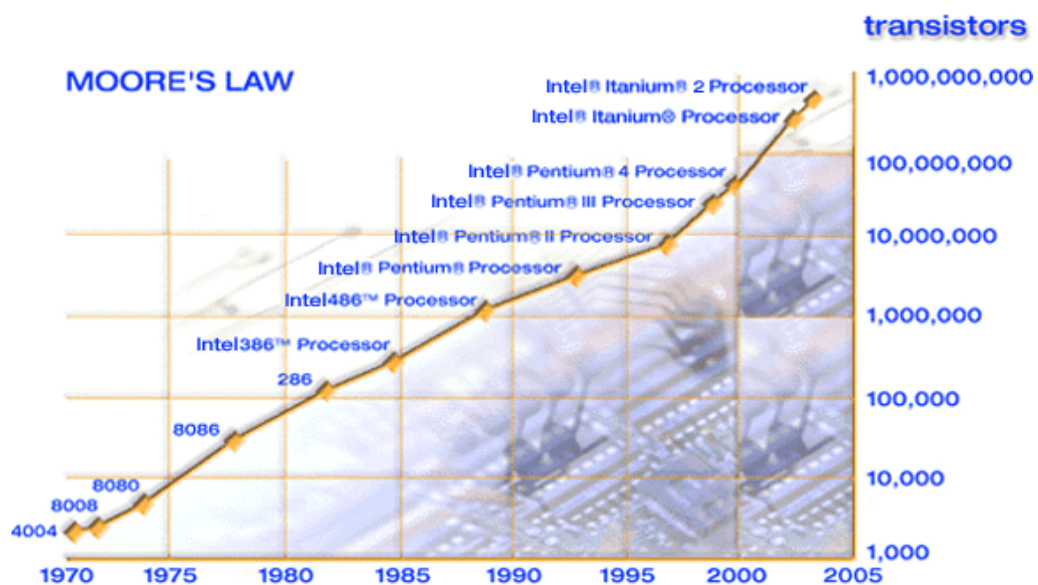 transistors
MOORE'S LAW
1,000,000,000
Intel® Itanium® 2 Processor
Intel® Itanium® Processor
100,000,000
Intel® Pentium® 4 Processor
Intel® Pentium® III Processor
10,000,000
Intel® Pentium® II Processor
Intel® Pentium® Processor
Intel486™ Processor
1,000,000
Intel386™ Processor
286
100,000
8086
10,000
8080
8008
4004
1,000
1970 1975 1980 1985 1990 1995 2000 2005